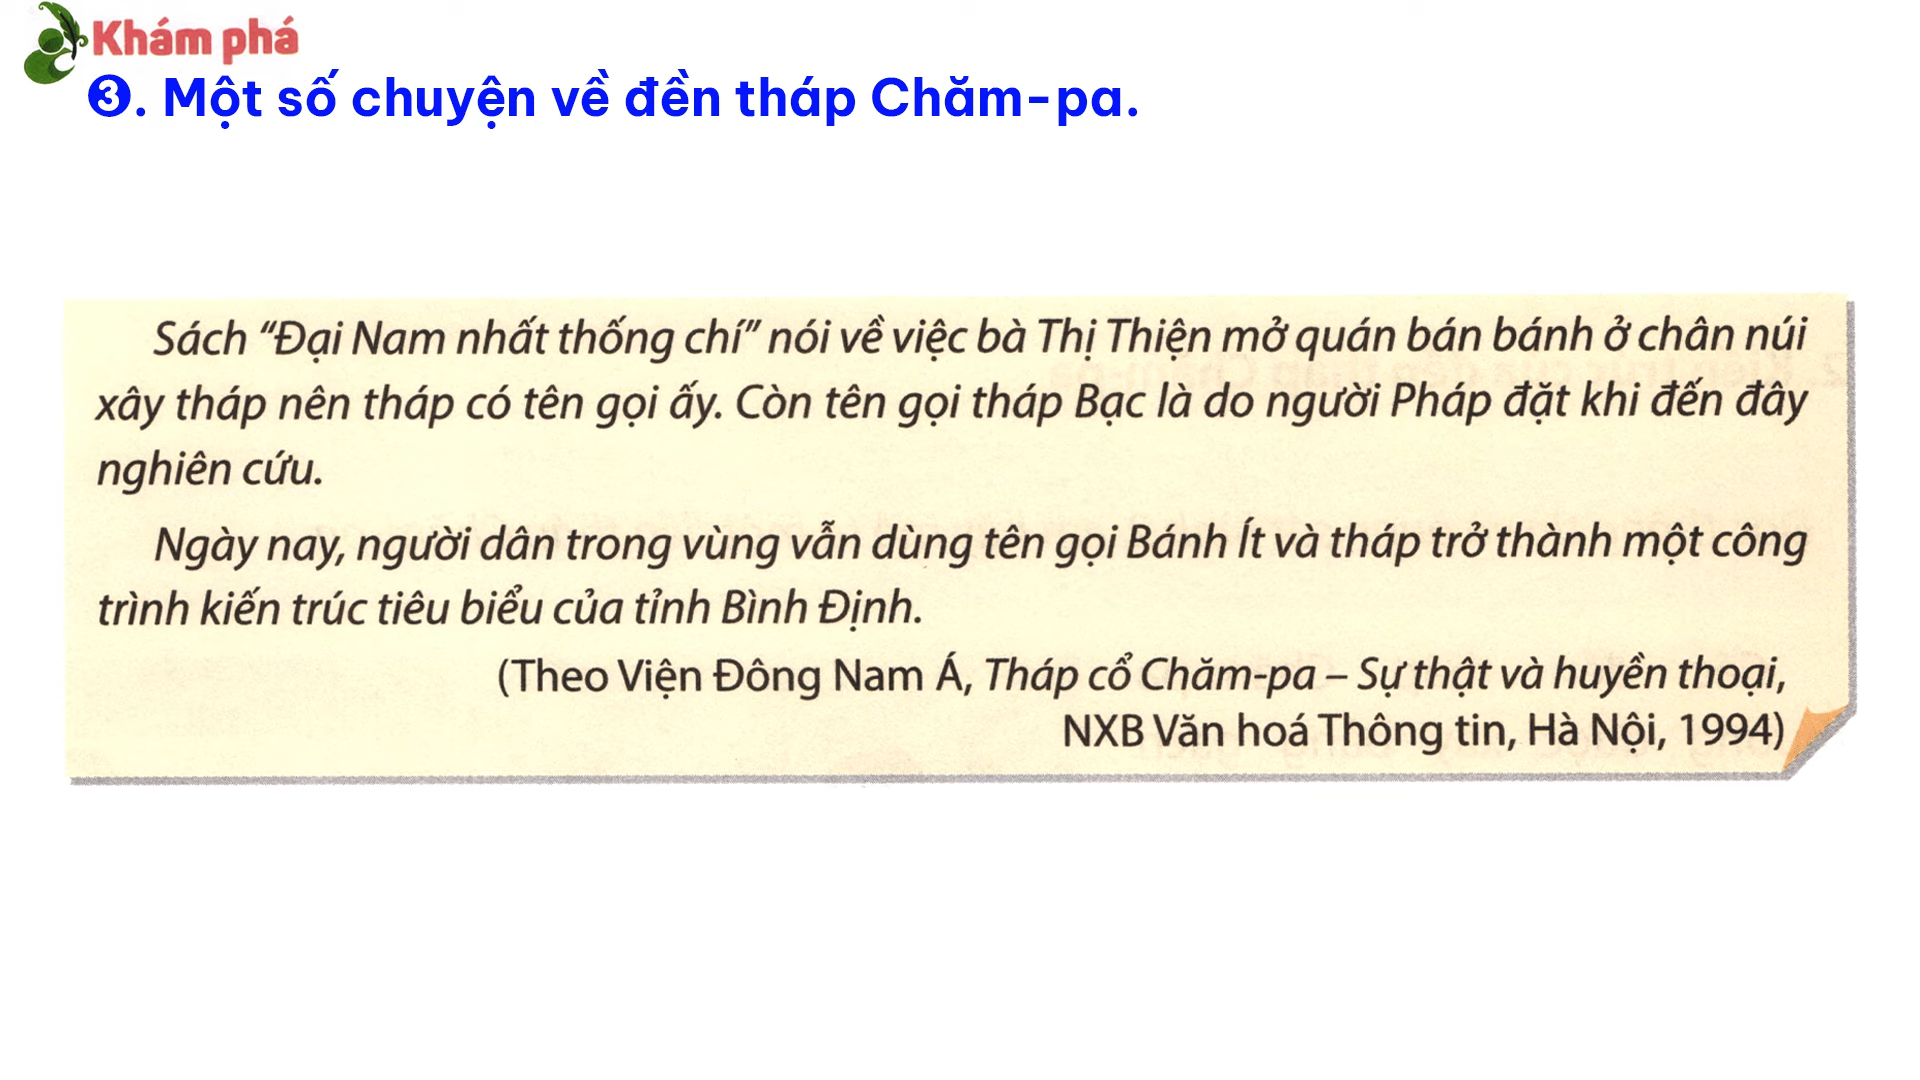 Khám phá
❸. Một số chuyện về đền tháp Chăm-pa.
Sách “Đại Nam nhất thống chí” nói về việc bà Thị Thiện mở quán bán bánh ở chân núi
xây tháp nên tháp có tên gọi ấy. Còn tên gọi tháp Bạc là do người Pháp đặt khi đến đây
nghiên cứu.
Ngày nay, người dân trong vùng vẫn dùng tên gọi Bánh Ít và tháp trở thành một công
trình kiến trúc tiêu biểu của tỉnh Bình Định.
(Theo Viện Đông Nam Á, Tháp cổ Chăm-pa – Sự thật và huyền thoại,
NXB Văn hoá Thông tin, Hà Nội, 1994)